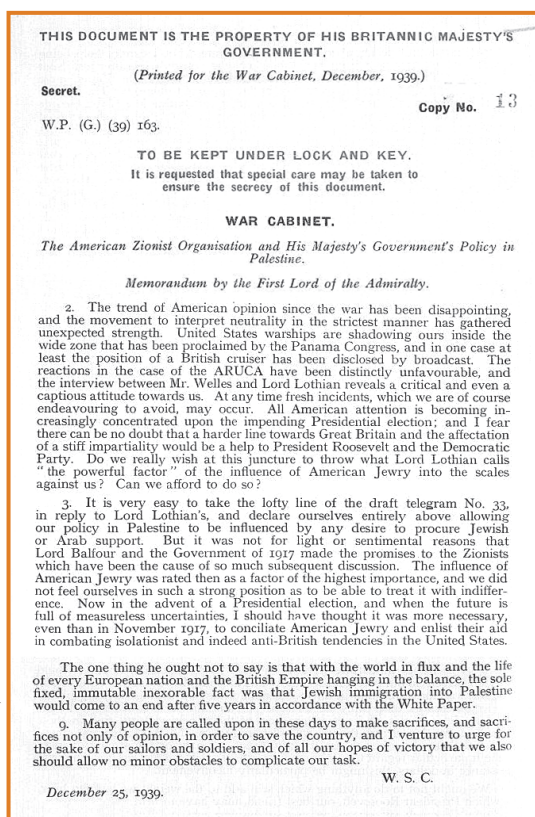 THIS DOCUMENT IS THE PROPERTY OF HIS BRITANNIC MAJESTY'S
GOVERNMENT.
(Printed for the War Cabinet, December, 1939.)
Secret.
Copy No. 13
W.P. (G.) (39) 163.
TO BE KEPT UNDER LOCK AND KEY.
It is requested that special care may be taken to
ensure the secrecy of this document.
WAR CABINET.
The American Zionist Organisation and His Majesty's Government's Policy in
Palestine.
Memorandum by the First Lord of the Admiralty.
2. The trend of American opinion since the war has been disappointing,
and the movement to interpret neutrality in the strictest manner has gathered
unexpected strength. United States warships are shadowing ours inside the
wide zone that has been proclaimed by the Panama Congress, and in one case at
least the position of a British cruiser has been disclosed by broadcast. The
reactions in the case of the ARUCA have been distinctly unfavourable, and
the interview between Mr. Welles and Lord Lothian reveals a critical and even a
captious attitude towards us. At any time fresh incidents, which we are of course
endeavouring to avoid, may occur. All American attention is becoming in-
creasingly concentrated upon the impending Presidential election; and I fear
there can be no doubt that a harder line towards Great Britain and the affectation
of a stiff impartiality would be a help to President Roosevelt and the Democratic
Party. Do we really wish at this juncture to throw what Lord Lothian calls
"the powerful factor" of the influence of American Jewry into the scales
against us? Can we afford to do so?
3. It is very easy to take the lofty line of the draft telegram No. 33,
in reply to Lord Lothian's, and declare ourselves entirely above allowing
our policy in Palestine to be influenced by any desire to procure Jewish
or Arab support. But it was not for light or sentimental reasons that
Lord Balfour and the Government of 1917 made the promises to the Zionists
which have been the cause of so much subsequent discussion. The influence of
American Jewry was rated then as a factor of the highest importance, and we did
not feel ourselves in such a strong position as to be able to treat it with indiffer-
ence. Now in the advent of a Presidential election, and when the future is
full of measureless uncertainties, I should have thought it was more necessary,
even than in November 1917, to conciliate American Jewry and enlist their aid
in combating isolationist and indeed anti-British tendencies in the United States.
The one thing he ought not to say is that with the world in flux and the life
of every European nation and the British Empire hanging in the balance, the sole
fixed, immutable inexorable fact was that Jewish immigration into Palestine
would come to an end after five years in accordance with the White Paper.
9. Many people are called upon in these days to make sacrifices, and sacri-
fices not only of opinion, in order to save the country, and I venture to urge for
the sake of our sailors and soldiers, and of all our hopes of victory that we also
should allow no minor obstacles to complicate our task.
W. S. C.
December 25, 1939.